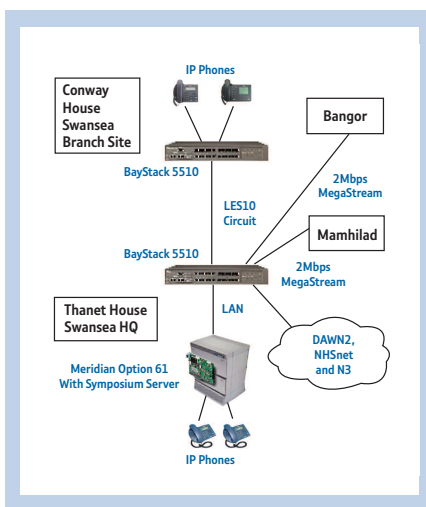 IP Phones
Conway
House
Swansea
Branch Site
Bangor
BayStack 5510
2Mbps
MegaStream
LES10
Circuit
Mamhilad
BayStack 5510
2Mbps
MegaStream
Thanet House
Swansea HQ
LAN
DAWN2,
NHSnet
and N3
Meridian Option 61
With Symposium Server
IP Phones